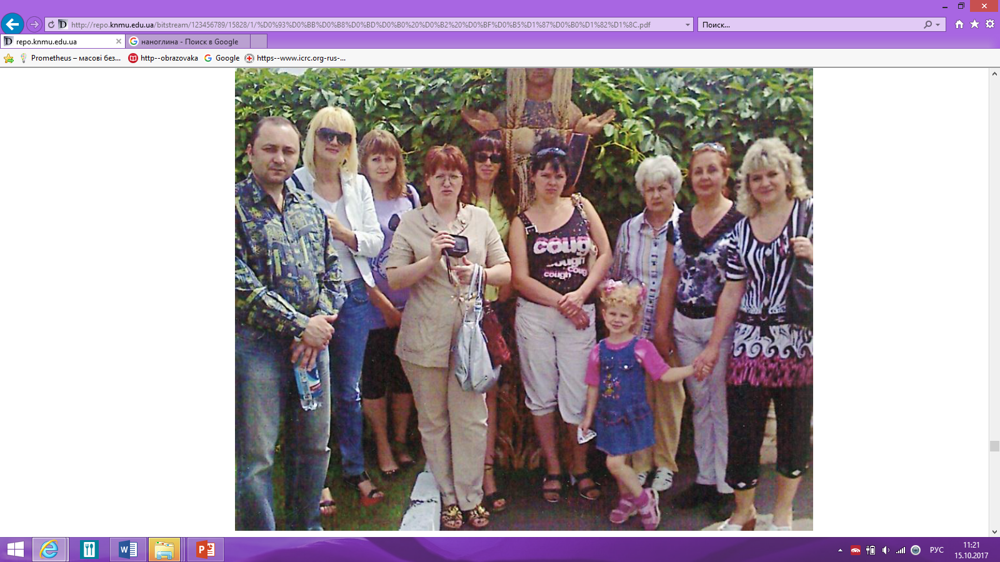 http://repo.knmu.edu.ua/bitstream/123456789/15828/1/%D0%93%D0%BB%D0%B8%D0%BD%D0%B0%20%D0%B2%20%D0%BF%D0%B5%D1%87%D0%B0%D1%82%D1%8C.pdf
Поиск...
repo.knmu.edu.ua
наноглина - Поиск в Google
Prometheus – масові без...
http--obrazovaka
Google
https--www.icrc.org-rus-...
coug
cough
cough coug
РУС
11:21
15.10.2017